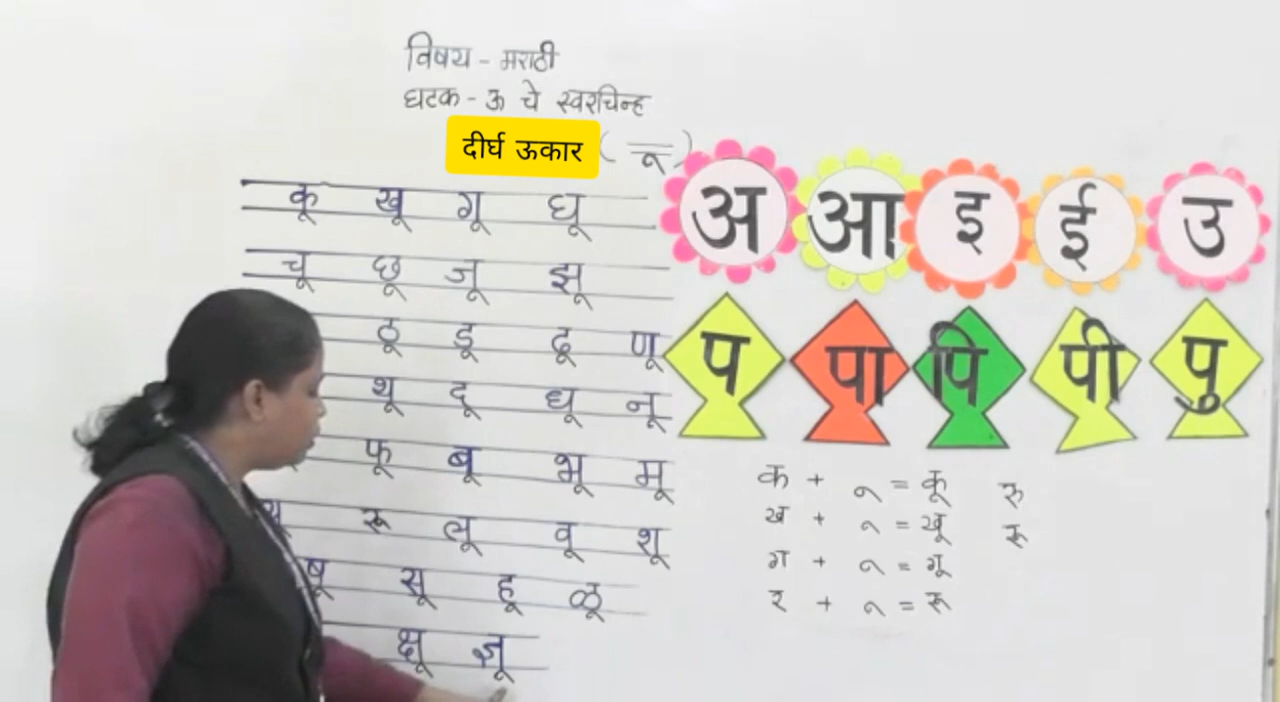 विषय - मराठी
घटक - ऊ चे स्वरचिन्ह
दीर्घ ऊकार ( ू )
कू खू गू घू
चू छू जू झू
ठू डू ढू णू
थू दू धू नू
फू बू भू मू
रू लू वू शू
षू सू हू ळू
क्षू ज्ञू
अ आ इ ई उ
प पा पि पी पु
क + ू = कू रु
ख + ू = खू रू
ग + ू = गू
र + ू = रू